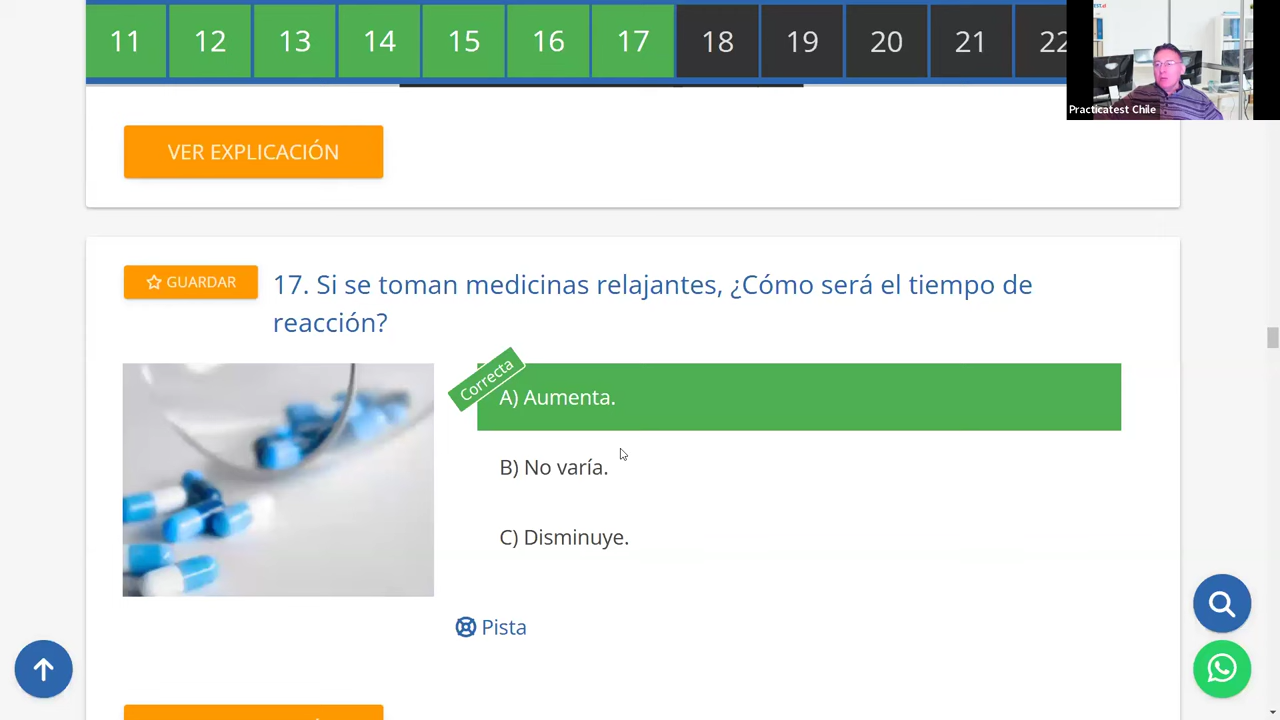 11 12 13 14 15 16 17 18 19 20 21 22
Practicatest Chile
VER EXPLICACIÓN
GUARDAR
17. Si se toman medicinas relajantes, ¿Cómo será el tiempo de
reacción?
Correcta
A) Aumenta.
B) No varía.
C) Disminuye.
Pista